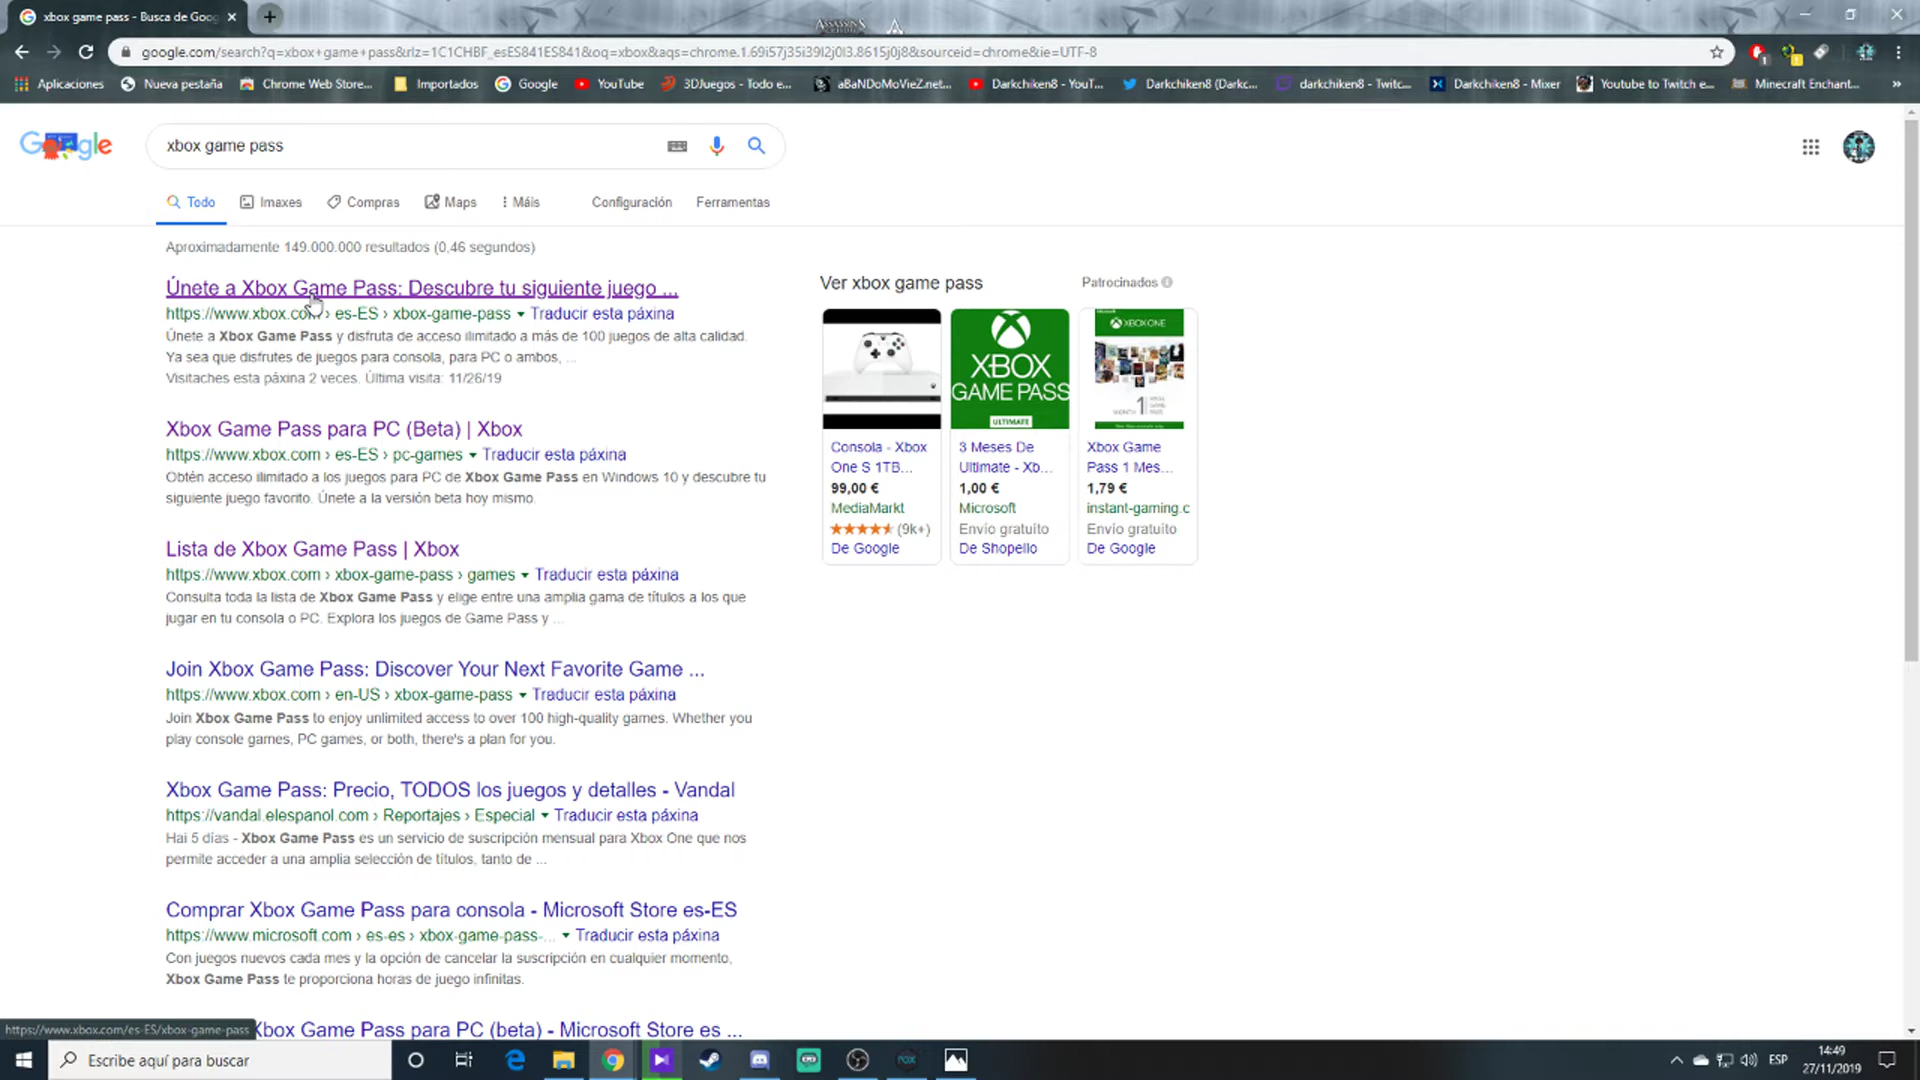 xbox game pass - Busca de Goog
ASSASSIN'S
google.com/search?q=xbox+game+pass&rlz=1C1CHBF_esES841ES841&oq=xbox&aqs=chrome.1.69i57j35i39l2j0l3.8615j0j8&sourceid=chrome&ie=UTF-8
Aplicaciones Nueva pestaña Chrome Web Store... Importados Google YouTube 3DJuegos - Todo e... aBaNDoMoVieZ.net... Darkchiken8 - YouT... Darkchiken8 (Darkc... darkchiken8 - Twitc... Darkchiken8 - Mixer Youtube to Twitch e... Minecraft Enchant... »
Google
xbox game pass
Todo Imaxes Compras Maps Máis Configuración Ferramentas
Aproximadamente 149.000.000 resultados (0,46 segundos)
Únete a Xbox Game Pass: Descubre tu siguiente juego ...
https://www.xbox.com › es-ES › xbox-game-pass Traducir esta páxina
Únete a Xbox Game Pass y disfruta de acceso ilimitado a más de 100 juegos de alta calidad.
Ya sea que disfrutes de juegos para consola, para PC o ambos, ...
Visitaches esta páxina 2 veces. Última visita: 11/26/19
Xbox Game Pass para PC (Beta) | Xbox
https://www.xbox.com › es-ES › pc-games Traducir esta páxina
Obtén acceso ilimitado a los juegos para PC de Xbox Game Pass en Windows 10 y descubre tu
siguiente juego favorito. Únete a la versión beta hoy mismo.
Lista de Xbox Game Pass | Xbox
https://www.xbox.com › xbox-game-pass › games Traducir esta páxina
Consulta toda la lista de Xbox Game Pass y elige entre una amplia gama de títulos a los que
jugar en tu consola o PC. Explora los juegos de Game Pass y ...
Join Xbox Game Pass: Discover Your Next Favorite Game ...
https://www.xbox.com › en-US › xbox-game-pass Traducir esta páxina
Join Xbox Game Pass to enjoy unlimited access to over 100 high-quality games. Whether you
play console games, PC games, or both, there's a plan for you.
Xbox Game Pass: Precio, TODOS los juegos y detalles - Vandal
https://vandal.elespanol.com › Reportajes › Especial Traducir esta páxina
Hai 5 días - Xbox Game Pass es un servicio de suscripción mensual para Xbox One que nos
permite acceder a una amplia selección de títulos, tanto de ...
Comprar Xbox Game Pass para consola - Microsoft Store es-ES
https://www.microsoft.com › es-es › xbox-game-pass-... Traducir esta páxina
Con juegos nuevos cada mes y la opción de cancelar la suscripción en cualquier momento,
Xbox Game Pass te proporciona horas de juego infinitas.
Xbox Game Pass para PC (beta) - Microsoft Store es ...
https://www.xbox.com/es-ES/xbox-game-pass
Ver xbox game pass
Patrocinados
Consola - Xbox
One S 1TB...
99,00 €
MediaMarkt
(9k+)
De Google
XBOX
GAME PASS
ULTIMATE
3 Meses De
Ultimate - Xb...
1,00 €
Microsoft
Envío gratuito
De Shopello
XBOX ONE
1
MONTH
Xbox Game
Pass 1 Mes...
1,79 €
instant-gaming.c
Envío gratuito
De Google
Escribe aquí para buscar
ESP
14:49
27/11/2019